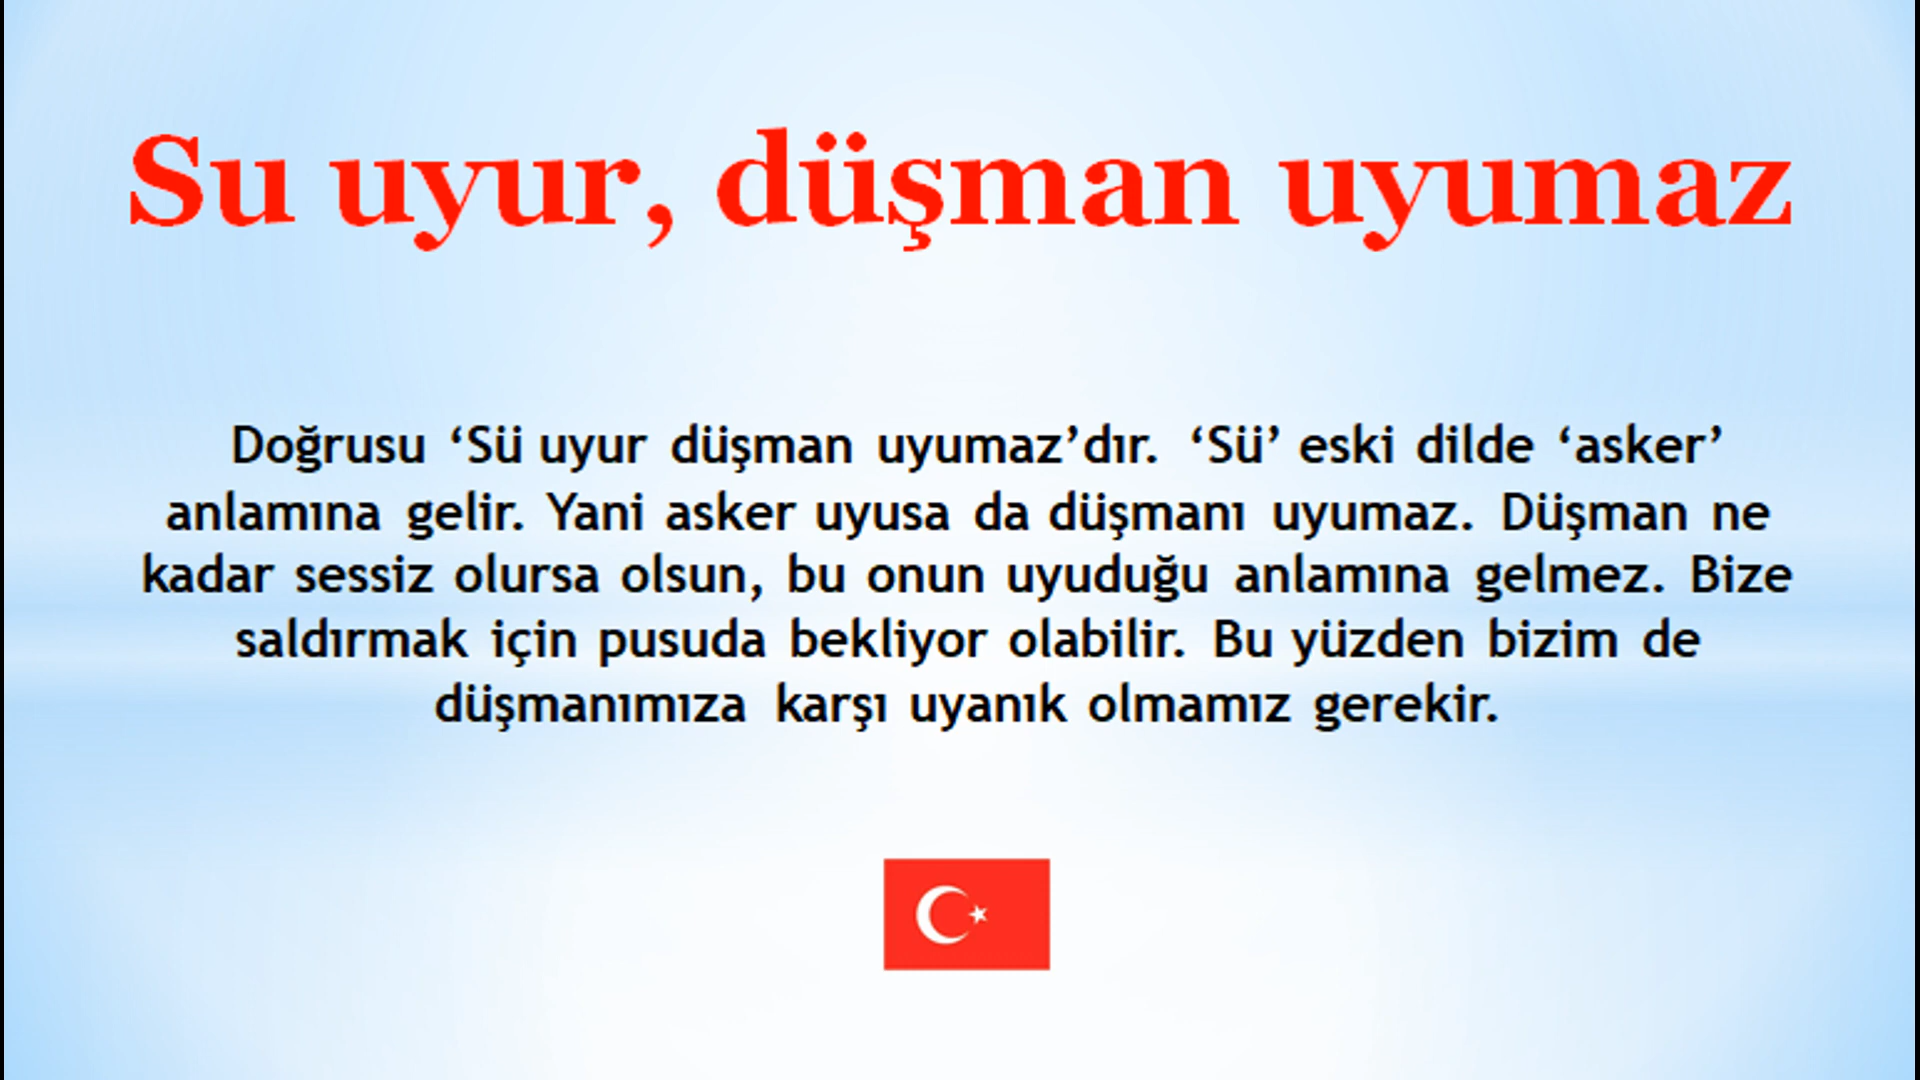 Su uyur, düşman uyumaz
Doğrusu ‘Sü uyur düşman uyumaz’dır. ‘Sü’ eski dilde ‘asker’
anlamına gelir. Yani asker uyusa da düşmanı uyumaz. Düşman ne
kadar sessiz olursa olsun, bu onun uyuduğu anlamına gelmez. Bize
saldırmak için pusuda bekliyor olabilir. Bu yüzden bizim de
düşmanımıza karşı uyanık olmamız gerekir.